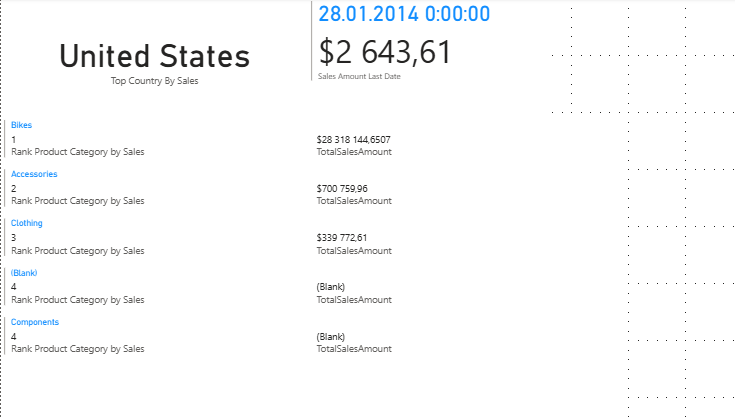 28.01.2014 0:00:00
United States
$2 643,61
Top Country By Sales
Sales Amount Last Date
Bikes
1
$28 318 144,6507
Rank Product Category by Sales
TotalSalesAmount
Accessories
2
$700 759,96
Rank Product Category by Sales
TotalSalesAmount
Clothing
3
$339 772,61
Rank Product Category by Sales
TotalSalesAmount
(Blank)
4
(Blank)
Rank Product Category by Sales
TotalSalesAmount
Components
4
(Blank)
Rank Product Category by Sales
TotalSalesAmount